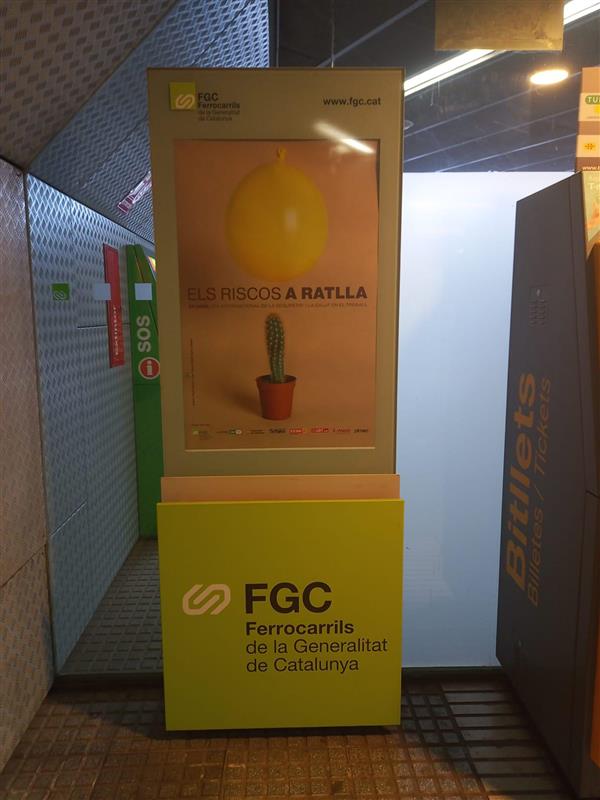 FGC
Ferrocarrils
de la Generalitat
de Catalunya
www.fgc.cat
ELS RISCOS A RATLLA
Extintor
SOS
i
FGC
Ferrocarrils
de la Generalitat
de Catalunya
Bitllets
Billetes / Tickets